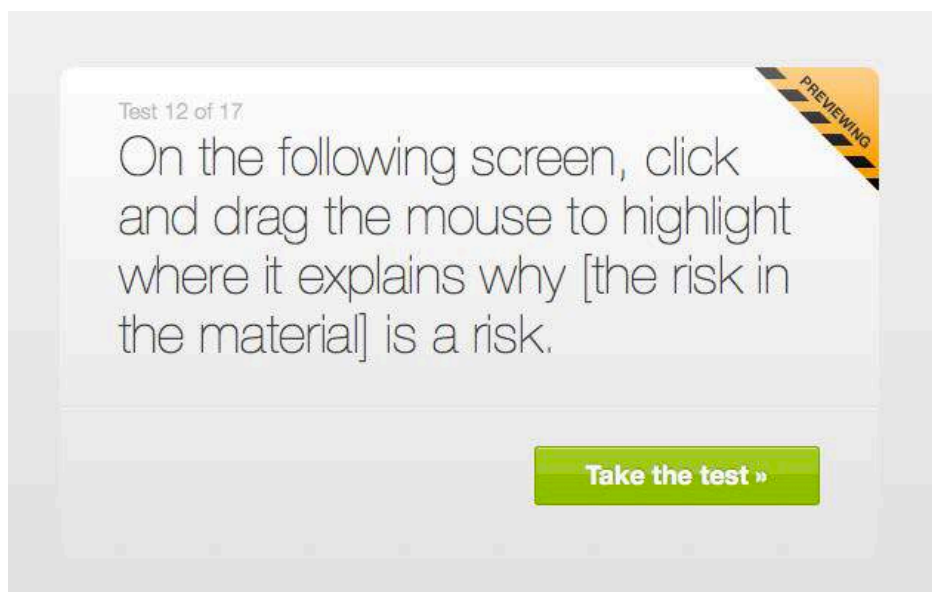 Test 12 of 17
PREVIEWING
On the following screen, click
and drag the mouse to highlight
where it explains why [the risk in
the material] is a risk.
Take the test »